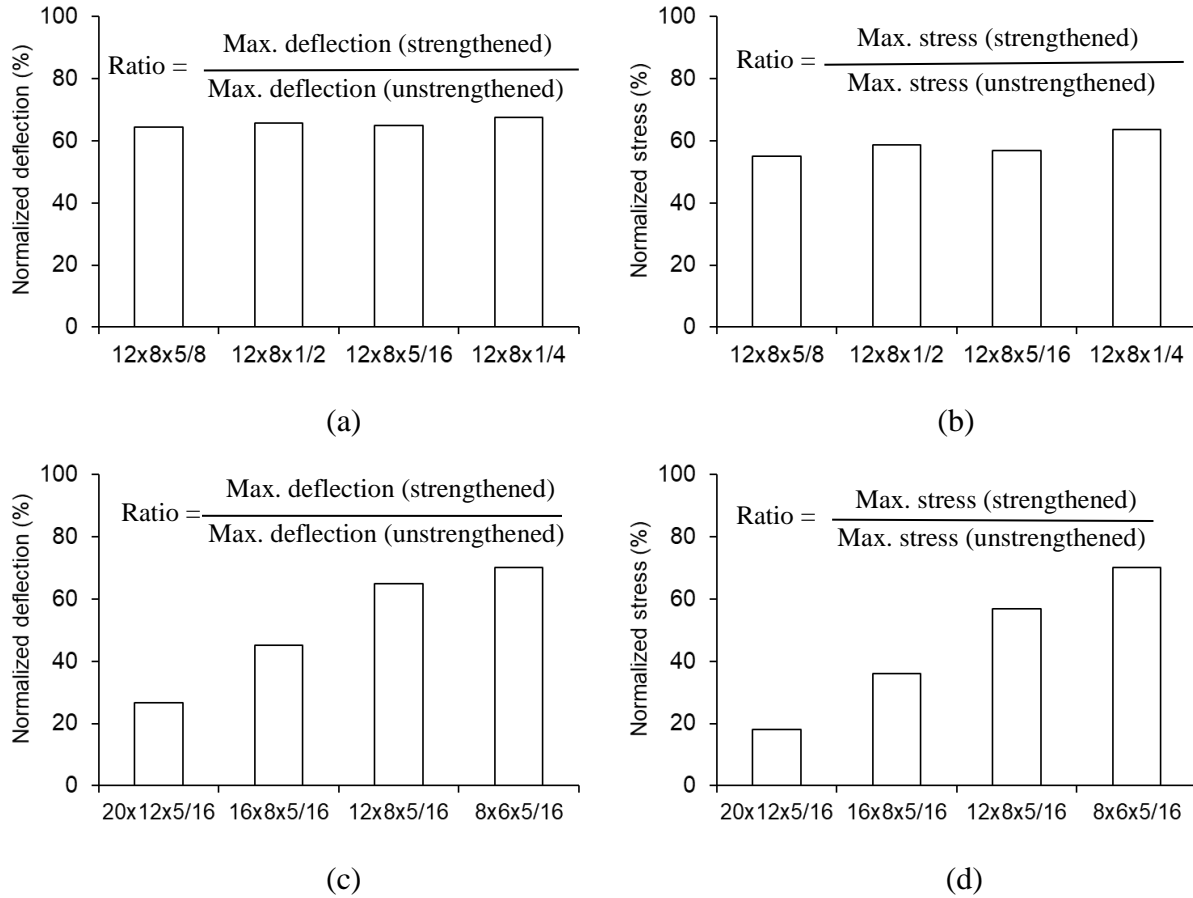 100
80
60
40
20
0
Normalized deflection (%)
Ratio = Max. deflection (strengthened)
Max. deflection (unstrengthened)
12x8x5/8 12x8x1/2 12x8x5/16 12x8x1/4
(a)
100
80
60
40
20
0
Normalized stress (%)
Ratio = Max. stress (strengthened)
Max. stress (unstrengthened)
12x8x5/8 12x8x1/2 12x8x5/16 12x8x1/4
(b)
100
80
60
40
20
0
Normalized deflection (%)
Ratio = Max. deflection (strengthened)
Max. deflection (unstrengthened)
20x12x5/16 16x8x5/16 12x8x5/16 8x6x5/16
(c)
100
80
60
40
20
0
Normalized stress (%)
Ratio = Max. stress (strengthened)
Max. stress (unstrengthened)
20x12x5/16 16x8x5/16 12x8x5/16 8x6x5/16
(d)